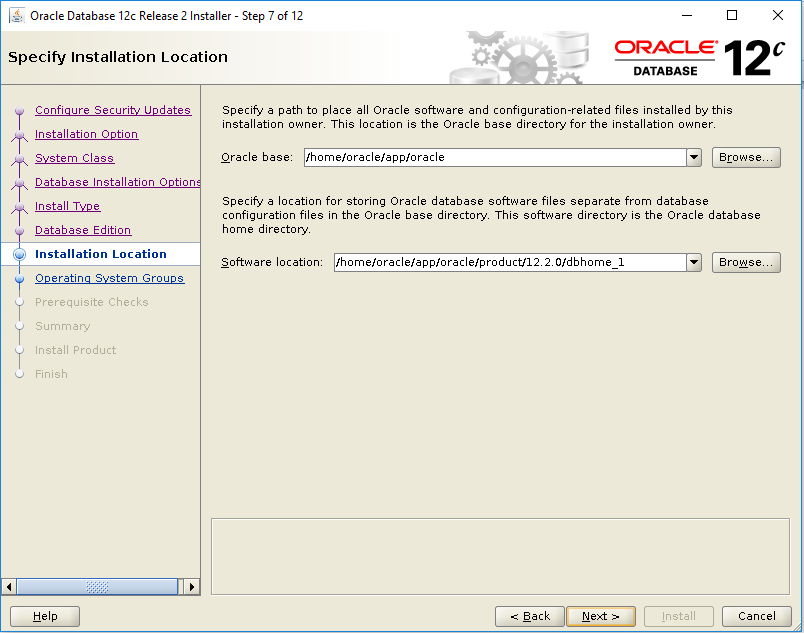 Oracle Database 12c Release 2 Installer - Step 7 of 12
Specify Installation Location
ORACLE®
DATABASE
12c
Configure Security Updates
Installation Option
System Class
Database Installation Options
Install Type
Database Edition
Installation Location
Operating System Groups
Prerequisite Checks
Summary
Install Product
Finish
Specify a path to place all Oracle software and configuration-related files installed by this
installation owner. This location is the Oracle base directory for the installation owner.
Oracle base: /home/oracle/app/oracle Browse...
Specify a location for storing Oracle database software files separate from database
configuration files in the Oracle base directory. This software directory is the Oracle database
home directory.
Software location: /home/oracle/app/oracle/product/12.2.0/dbhome_1 Browse...
Help < Back Next > Install Cancel